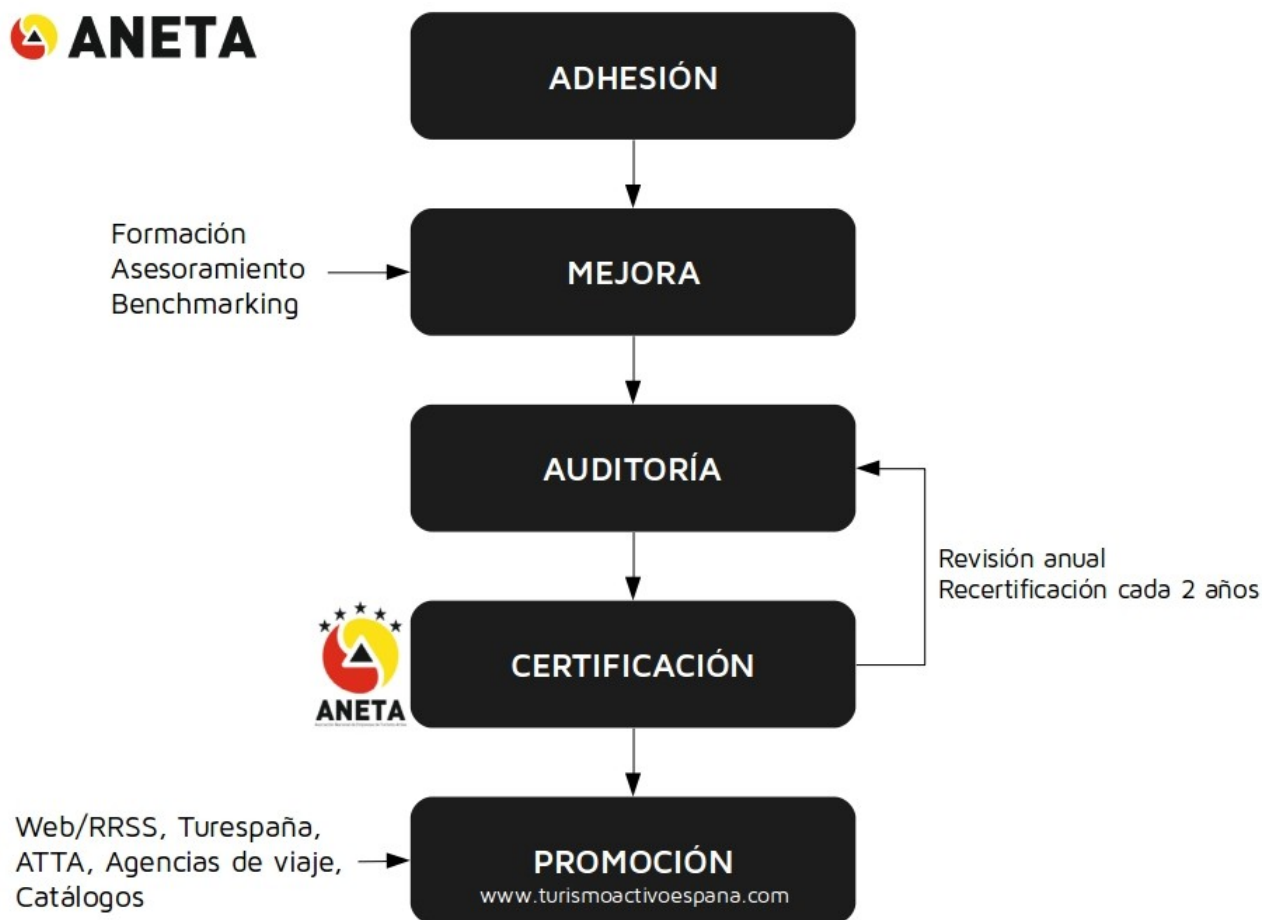 ANETA
ADHESIÓN
Formación
Asesoramiento
Benchmarking
MEJORA
AUDITORÍA
Revisión anual
Recertificación cada 2 años
ANETA
CERTIFICACIÓN
Web/RRSS, Turespaña,
ATTA, Agencias de viaje,
Catálogos
PROMOCIÓN
www.turismoactivoespana.com